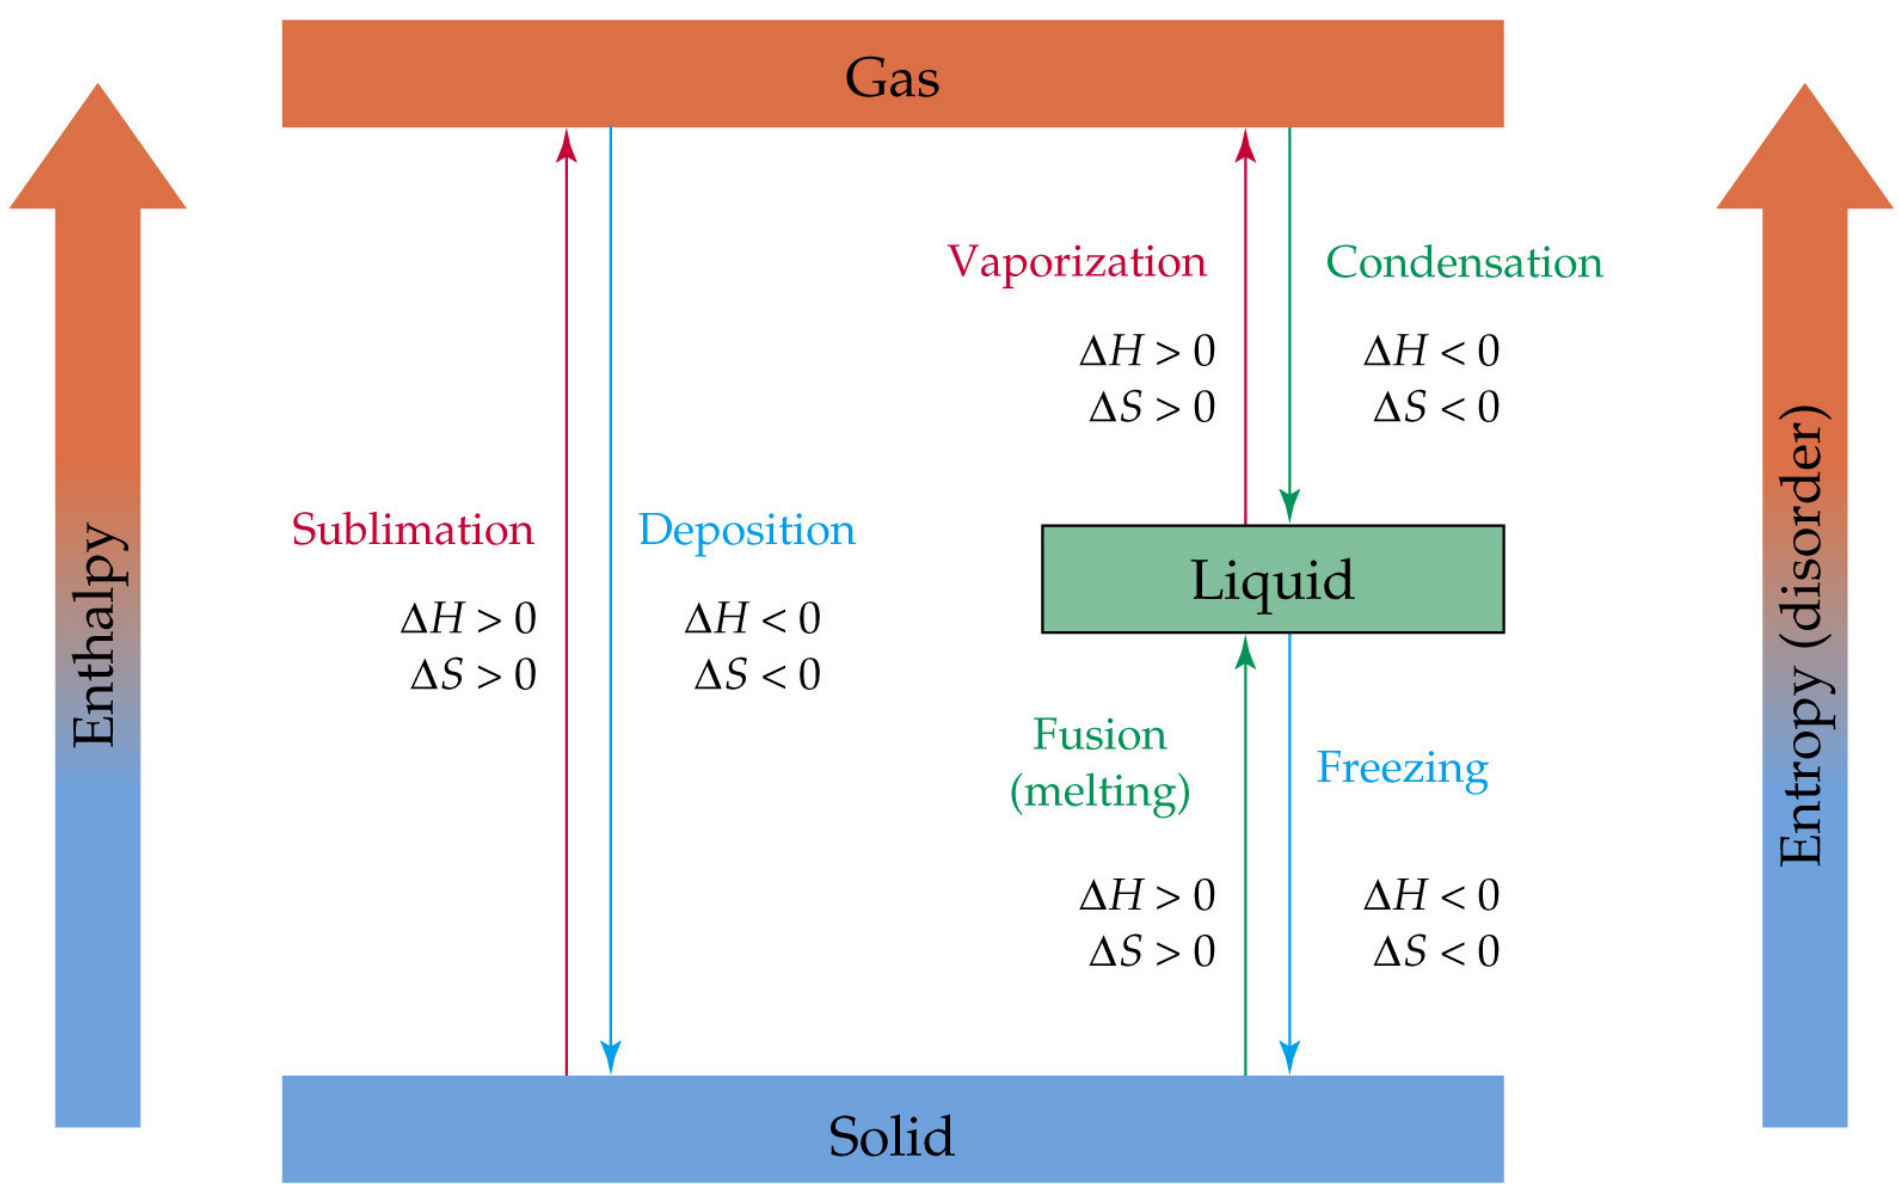 Gas
Vaporization
Condensation
ΔH > 0
ΔS > 0
ΔH < 0
ΔS < 0
Enthalpy
Sublimation
ΔH > 0
ΔS > 0
Deposition
ΔH < 0
ΔS < 0
Liquid
Entropy (disorder)
Fusion
(melting)
Freezing
ΔH > 0
ΔS > 0
ΔH < 0
ΔS < 0
Solid